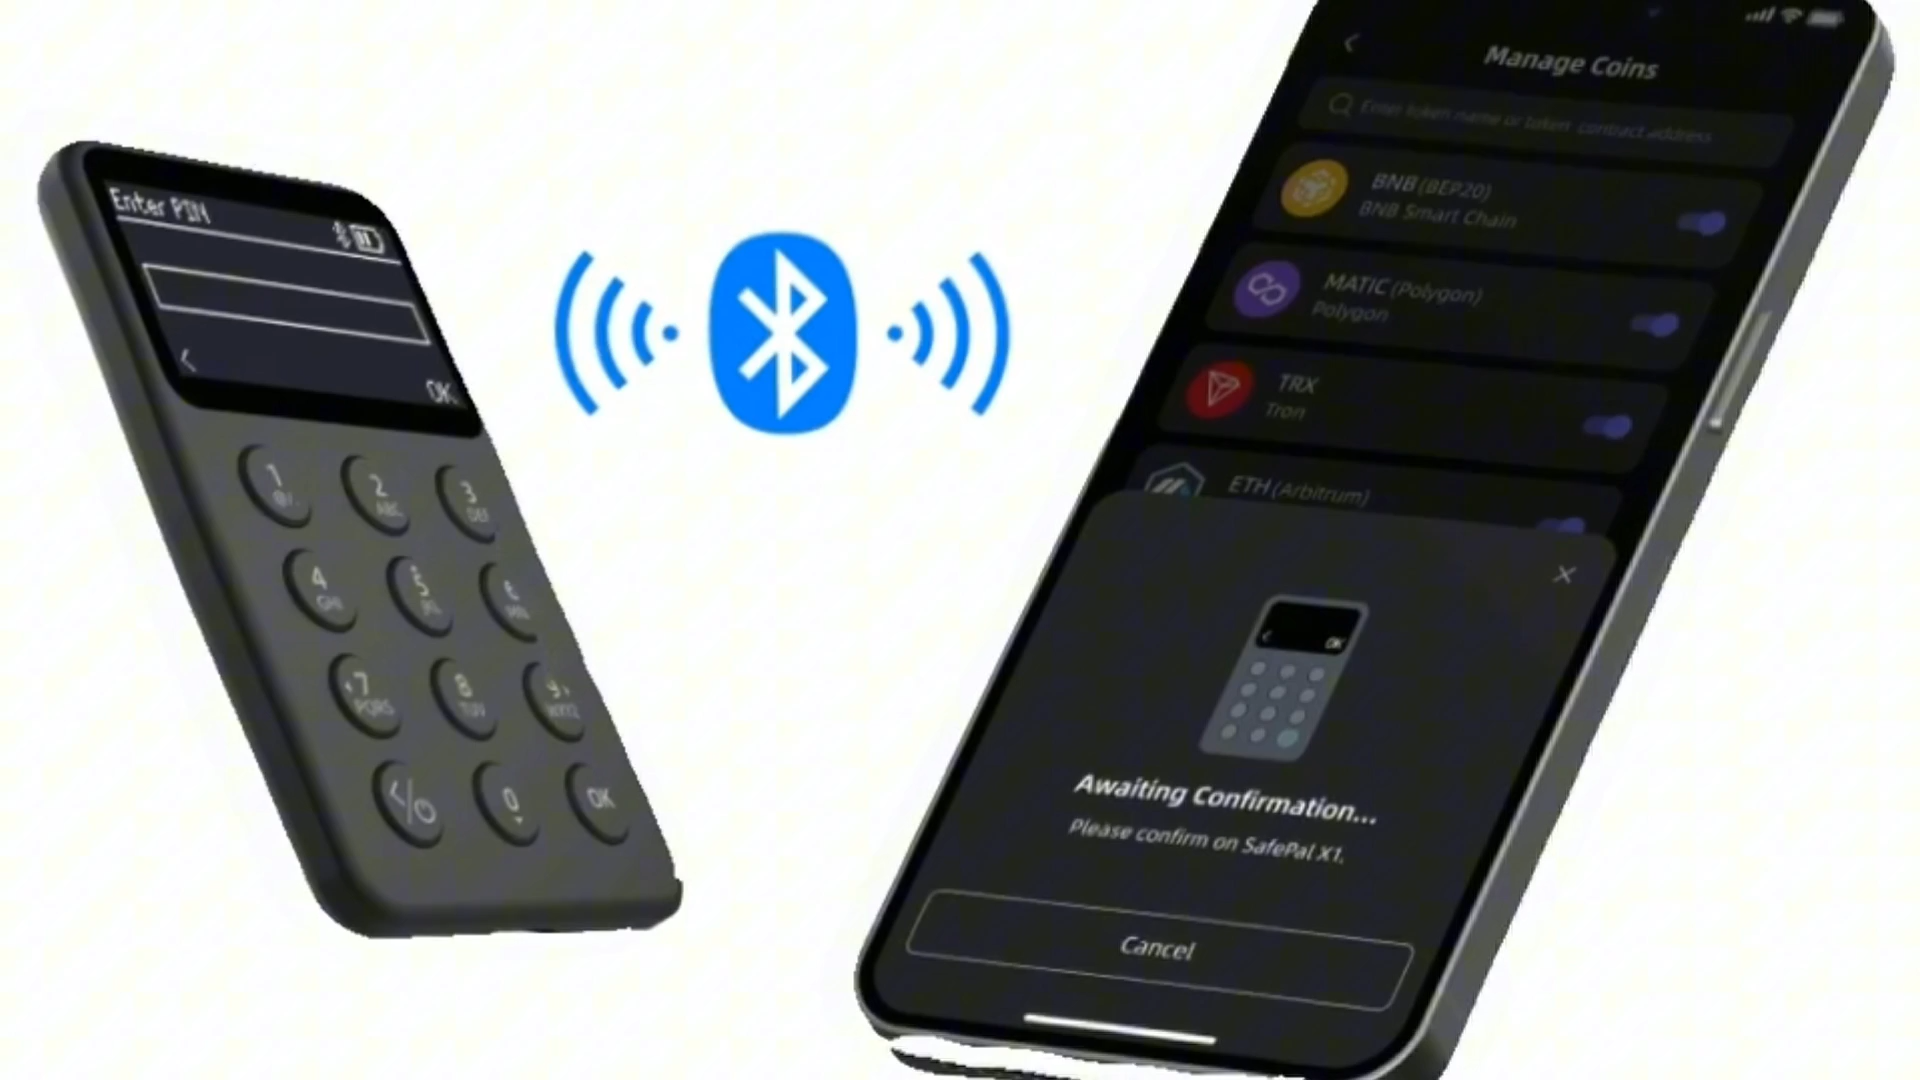 Enter PIN
<
OK
1
@/.
2
ABC
3
DEF
4
GHI
5
JKL
6
7
PQRS
8
TUV
9
WXYZ
0
OK
Manage Coins
Enter token name or token contract address
BNB (BEP20)
BNB Smart Chain
MATIC (Polygon)
Polygon
TRX
Tron
ETH (Arbitrum)
<
OK
Awaiting Confirmation...
Please confirm on SafePal X1.
Cancel